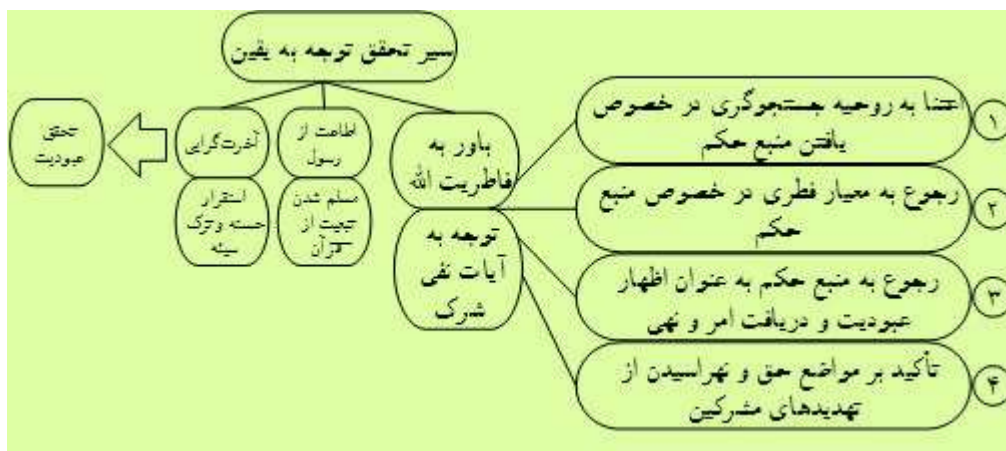 سیر تحقق توجه به یقین
۱
اعتنا به روحیه جستجوگری در خصوص
یافتن منبع حکم
۲
رجوع به معیار فطری در خصوص منبع
حکم
۳
رجوع به منبع حکم به عنوان اظهار
عبودیت و دریافت امر و نهی
۴
تأکید بر مواضع حق و نهراسیدن از
تهدیدهای مشرکین
باور به
فاطریت الله
توجه به
آیات نفی
شرک
اطاعت از
رسول
مسلم شدن
تبعیت از
قرآن
آخرت‌گرایی
استقرار
حسنه و ترک
سیئه
تحقق
عبودیت